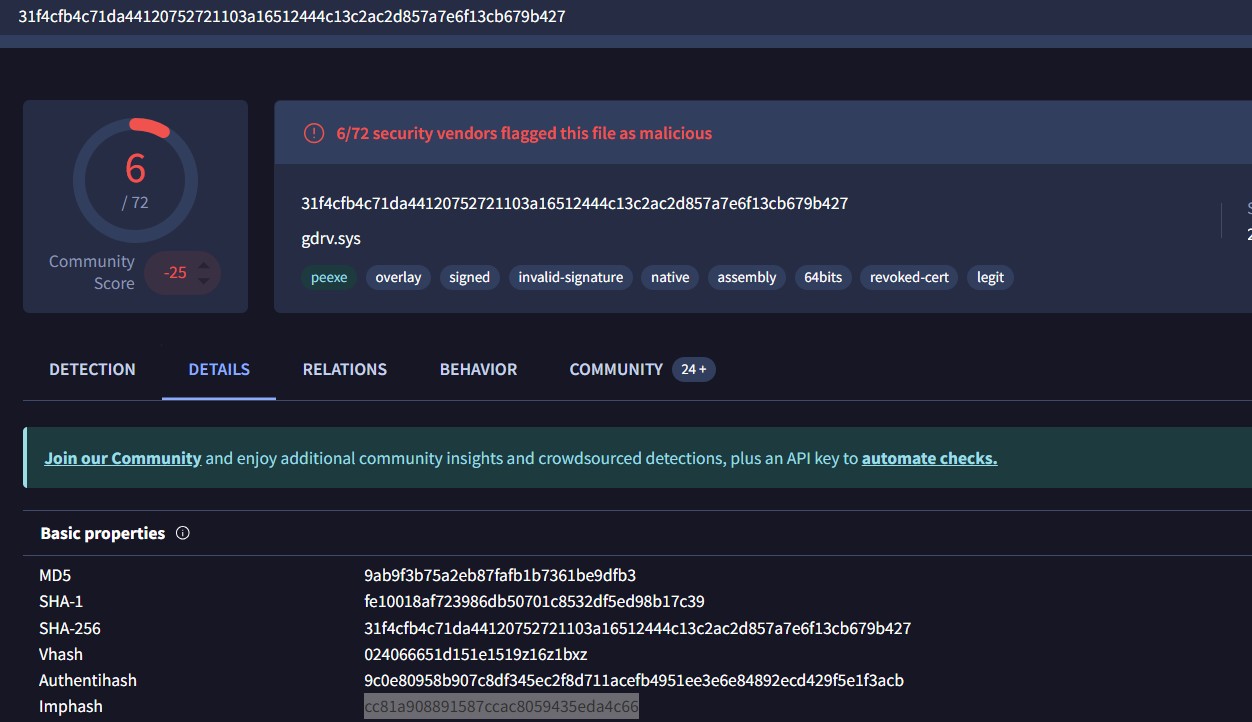 31f4cfb4c71da44120752721103a16512444c13c2ac2d857a7e6f13cb679b427
6
/ 72
Community
Score
-25
6/72 security vendors flagged this file as malicious
31f4cfb4c71da44120752721103a16512444c13c2ac2d857a7e6f13cb679b427
gdrv.sys
peexe overlay signed invalid-signature native assembly 64bits revoked-cert legit
DETECTION DETAILS RELATIONS BEHAVIOR COMMUNITY 24 +
Join our Community and enjoy additional community insights and crowdsourced detections, plus an API key to automate checks.
Basic properties
MD5 9ab9f3b75a2eb87fafb1b7361be9dfb3
SHA-1 fe10018af723986db50701c8532df5ed98b17c39
SHA-256 31f4cfb4c71da44120752721103a16512444c13c2ac2d857a7e6f13cb679b427
Vhash 024066651d151e1519z16z1bxz
Authentihash 9c0e80958b907c8df345ec2f8d711acefb4951ee3e6e84892ecd429f5e1f3acb
Imphash cc81a908891587ccac8059435eda4c66